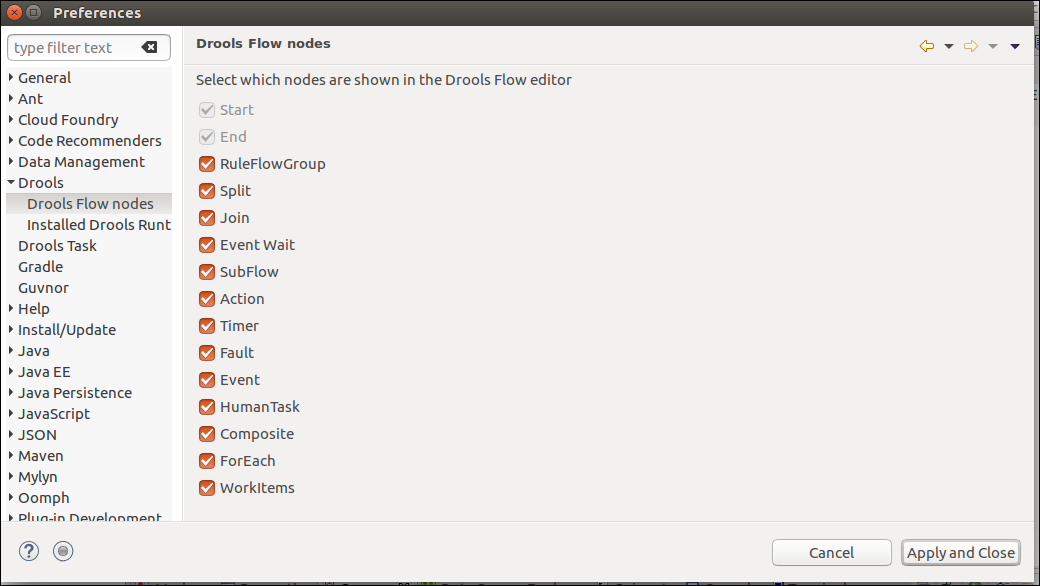 Preferences
type filter text
General
Ant
Cloud Foundry
Code Recommenders
Data Management
Drools
Drools Flow nodes
Installed Drools Runt
Drools Task
Gradle
Guvnor
Help
Install/Update
Java
Java EE
Java Persistence
JavaScript
JSON
Maven
Mylyn
Oomph
Plug-in Development
Drools Flow nodes
Select which nodes are shown in the Drools Flow editor
Start
End
RuleFlowGroup
Split
Join
Event Wait
SubFlow
Action
Timer
Fault
Event
HumanTask
Composite
ForEach
WorkItems
?
Cancel
Apply and Close